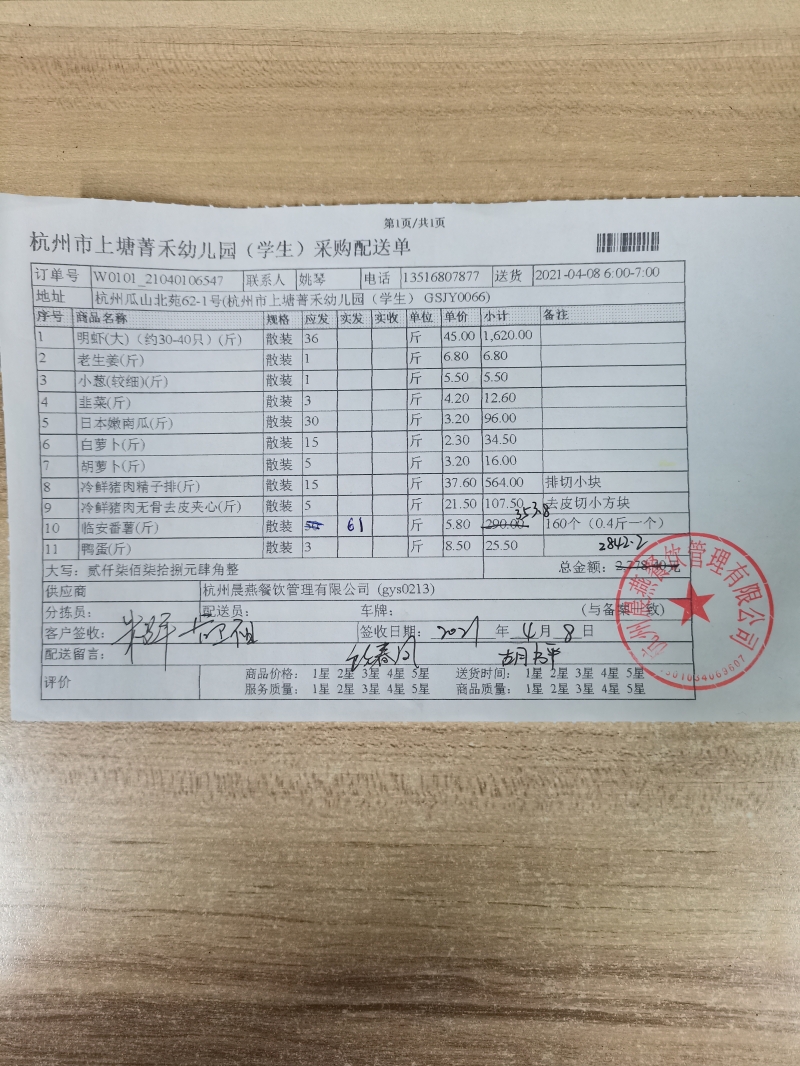 第1页/共1页
杭州市上塘菁禾幼儿园（学生）采购配送单
订单号 W0101_21040106547 联系人 姚琴 电话 13516807877 送货 2021-04-08 6:00-7:00
地址 杭州瓜山北苑62-1号(杭州市上塘菁禾幼儿园（学生） GSJY0066)
序号 商品名称 规格 应发 实发 实收 单位 单价 小计 备注
1 明虾(大)（约30-40只）(斤) 散装 36 斤 45.00 1,620.00
2 老生姜(斤) 散装 1 斤 6.80 6.80
3 小葱(较细)(斤) 散装 1 斤 5.50 5.50
4 韭菜(斤) 散装 3 斤 4.20 12.60
5 日本嫩南瓜(斤) 散装 30 斤 3.20 96.00
6 白萝卜(斤) 散装 15 斤 2.30 34.50
7 胡萝卜(斤) 散装 5 斤 3.20 16.00
8 冷鲜猪肉精子排(斤) 散装 15 斤 37.60 564.00 排切小块
9 冷鲜猪肉无骨去皮夹心(斤) 散装 5 斤 21.50 107.50 去皮切小方块
353.8
10 临安番薯(斤) 散装 61 斤 5.80 290.00 160个（0.4斤一个）
11 鸭蛋(斤) 散装 3 斤 8.50 25.50
2842.2
大写：贰仟柒佰柒拾捌元肆角整 总金额：2,778.40元
供应商 杭州晨燕餐饮管理有限公司 (gys0213)
分拣员： 配送员： 车牌： (与备案一致)
客户签收： 签收日期： 2021 年 4 月 8 日
配送留言：
评价 商品价格： 1星 2星 3星 4星 5星 送货时间： 1星 2星 3星 4星 5星
服务质量： 1星 2星 3星 4星 5星 商品质量： 1星 2星 3星 4星 5星
杭州晨燕餐饮管理有限公司